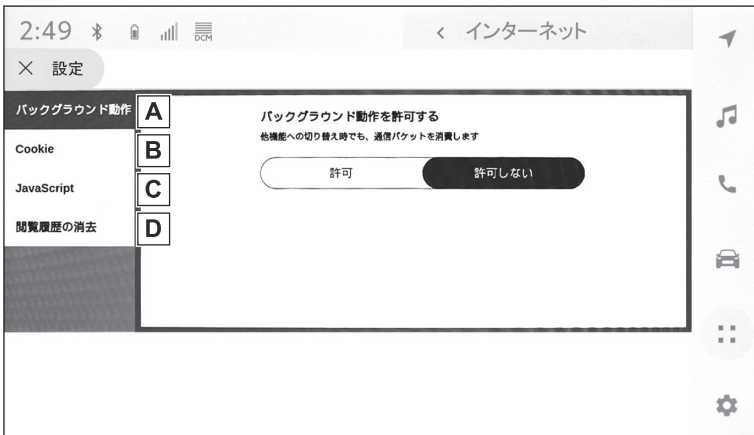 2:49 DCM インターネット
設定
バックグラウンド動作 A
Cookie B
JavaScript C
閲覧履歴の消去 D
バックグラウンド動作を許可する
他機能への切り替え時でも、通信パケットを消費します
許可 許可しない